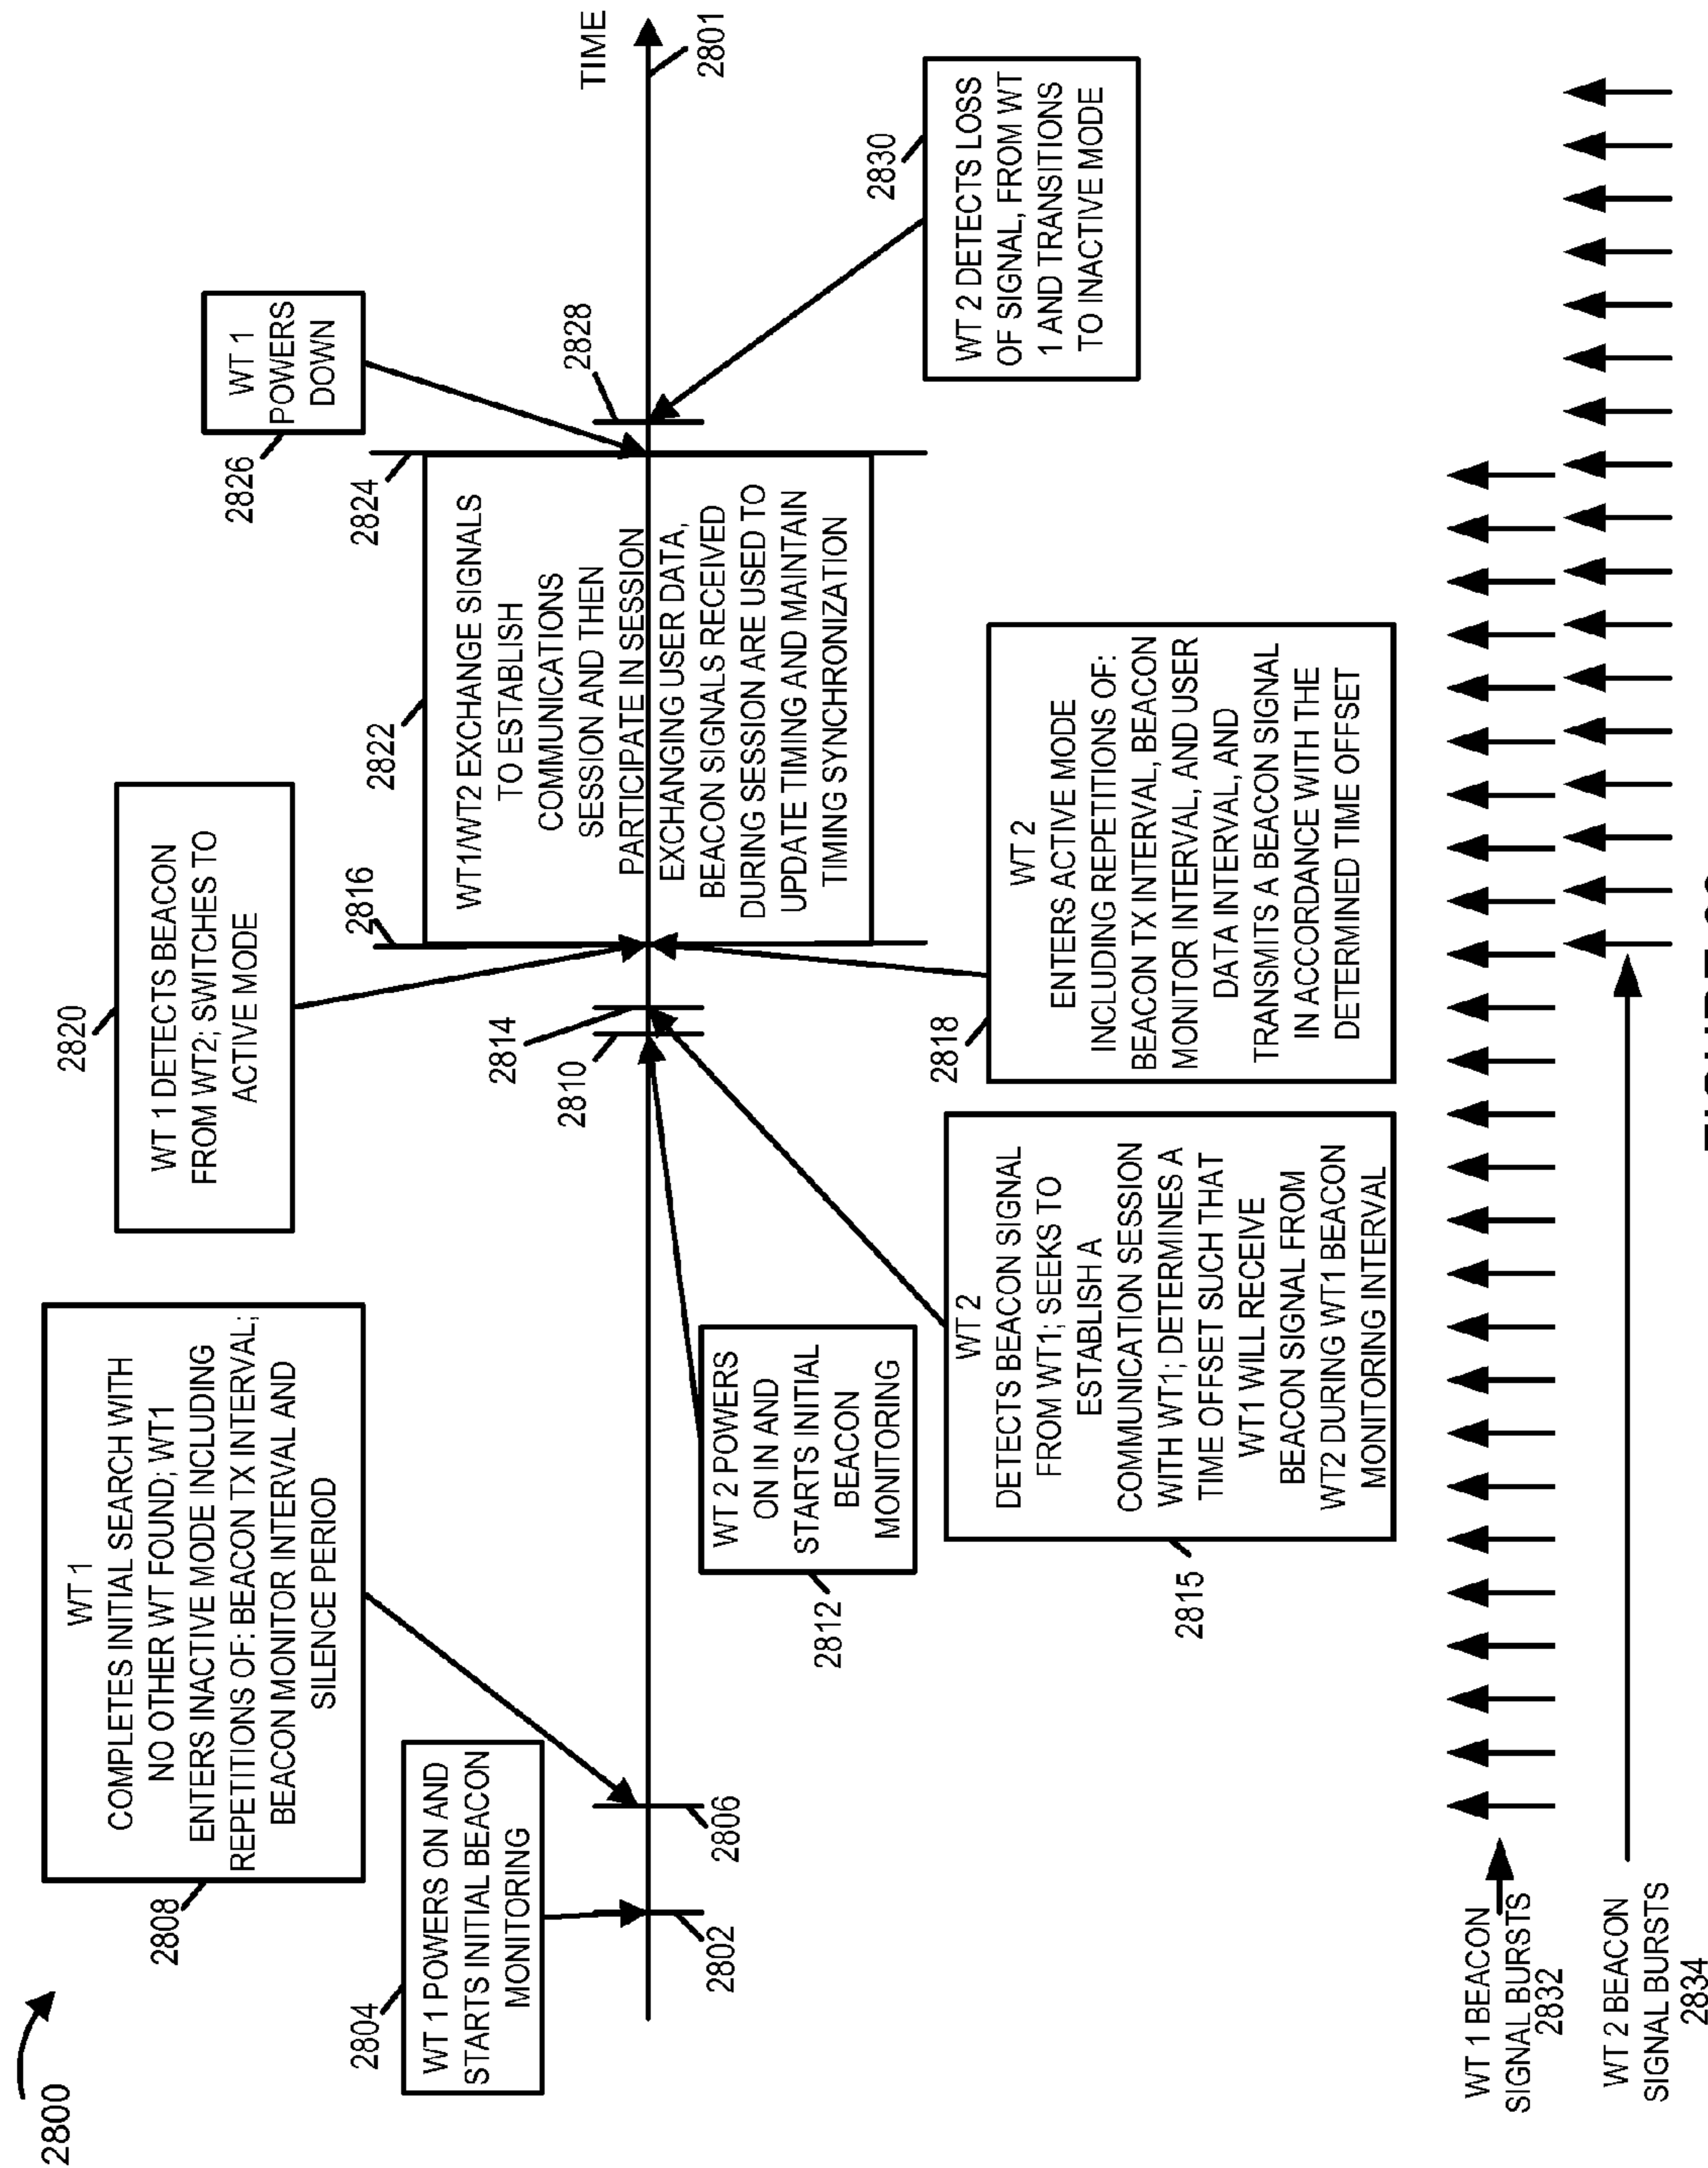 2800
2808
WT 1
COMPLETES INITIAL SEARCH WITH
NO OTHER WT FOUND; WT1
ENTERS INACTIVE MODE INCLUDING
REPETITIONS OF: BEACON TX INTERVAL;
BEACON MONITOR INTERVAL AND
SILENCE PERIOD
2820
WT 1 DETECTS BEACON
FROM WT2; SWITCHES TO
ACTIVE MODE
2826
WT 1
POWERS
DOWN
2804
WT 1 POWERS ON AND
STARTS INITIAL BEACON
MONITORING
2816
2822
2824
WT1/WT2 EXCHANGE SIGNALS
TO ESTABLISH
COMMUNICATIONS
SESSION AND THEN
PARTICIPATE IN SESSION
EXCHANGING USER DATA,
BEACON SIGNALS RECEIVED
DURING SESSION ARE USED TO
UPDATE TIMING AND MAINTAIN
TIMING SYNCHRONIZATION
2814
2810
2828
TIME
2801
2802
2806
2812
WT 2 POWERS
ON IN AND
STARTS INITIAL
BEACON
MONITORING
2830
WT 2 DETECTS LOSS
OF SIGNAL, FROM WT
1 AND TRANSITIONS
TO INACTIVE MODE
2815
WT 2
DETECTS BEACON SIGNAL
FROM WT1; SEEKS TO
ESTABLISH A
COMMUNICATION SESSION
WITH WT1; DETERMINES A
TIME OFFSET SUCH THAT
WT1 WILL RECEIVE
BEACON SIGNAL FROM
WT2 DURING WT1 BEACON
MONITORING INTERVAL
2818
WT 2
ENTERS ACTIVE MODE
INCLUDING REPETITIONS OF:
BEACON TX INTERVAL, BEACON
MONITOR INTERVAL, AND USER
DATA INTERVAL, AND
TRANSMITS A BEACON SIGNAL
IN ACCORDANCE WITH THE
DETERMINED TIME OFFSET
WT 1 BEACON
SIGNAL BURSTS
2832
WT 2 BEACON
SIGNAL BURSTS
2834